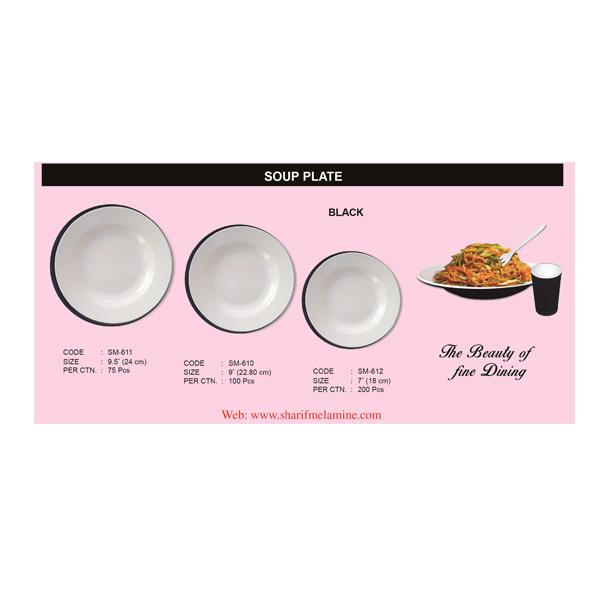 SOUP PLATE
BLACK
CODE : SM-611
SIZE : 9.5" (24 cm)
PER CTN. : 75 Pcs
CODE : SM-610
SIZE : 9" (22.80 cm)
PER CTN. : 100 Pcs
CODE : SM-612
SIZE : 7" (18 cm)
PER CTN. : 200 Pcs
The Beauty of
fine Dining
Web: www.sharifmelamine.com